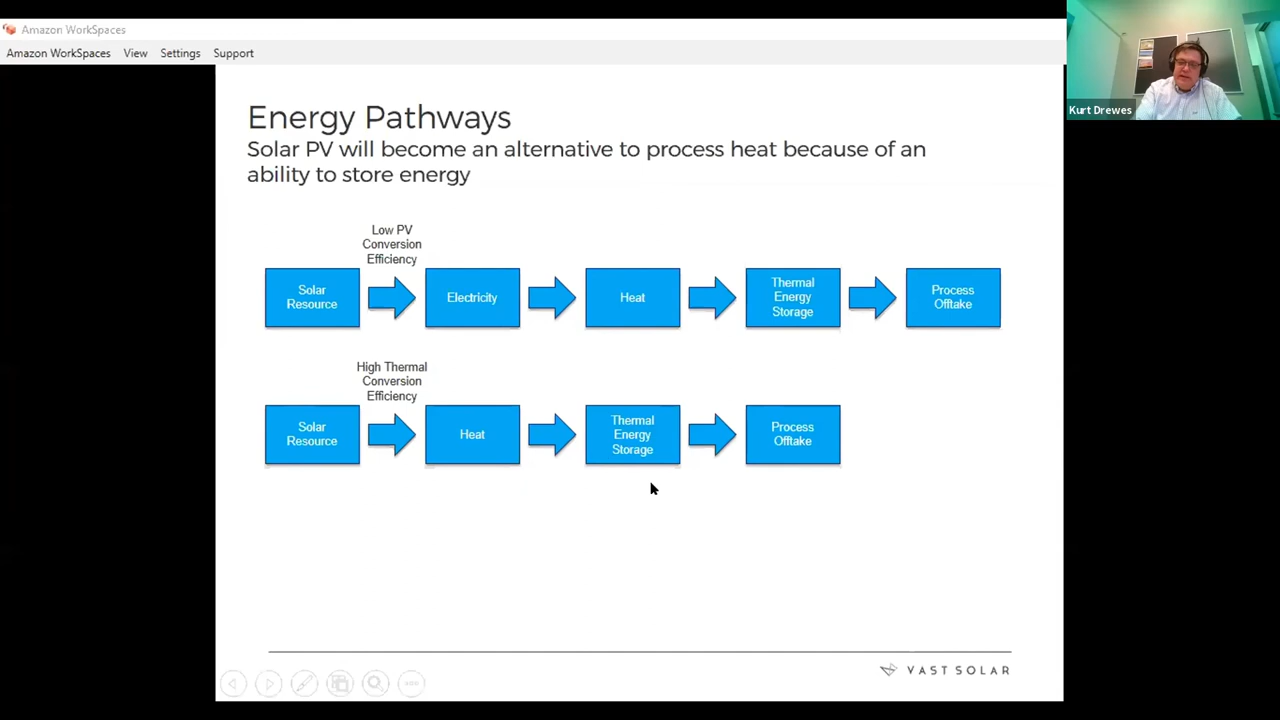 Amazon WorkSpaces
Amazon WorkSpaces View Settings Support
Kurt Drewes
Energy Pathways
Solar PV will become an alternative to process heat because of an
ability to store energy
Low PV
Conversion
Efficiency
Solar
Resource
Electricity
Heat
Thermal
Energy
Storage
Process
Offtake
High Thermal
Conversion
Efficiency
Solar
Resource
Heat
Thermal
Energy
Storage
Process
Offtake
VAST SOLAR